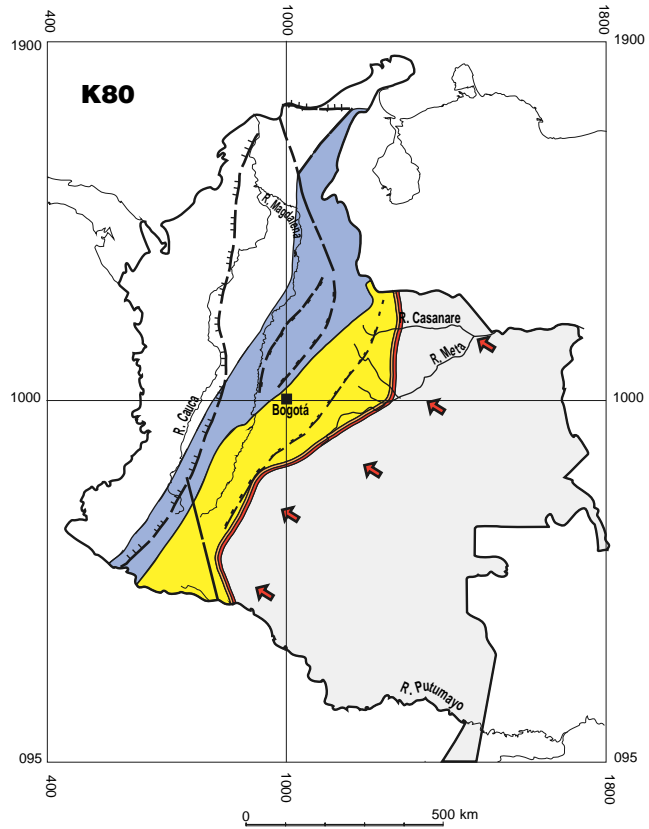 400
1000
1800
1900
1900
K80
R. Magdalena
R. Casanare
R. Meta
1000
1000
R. Cauca
Bogotá
R. Putumayo
095
095
400
1000
1800
0
500 km